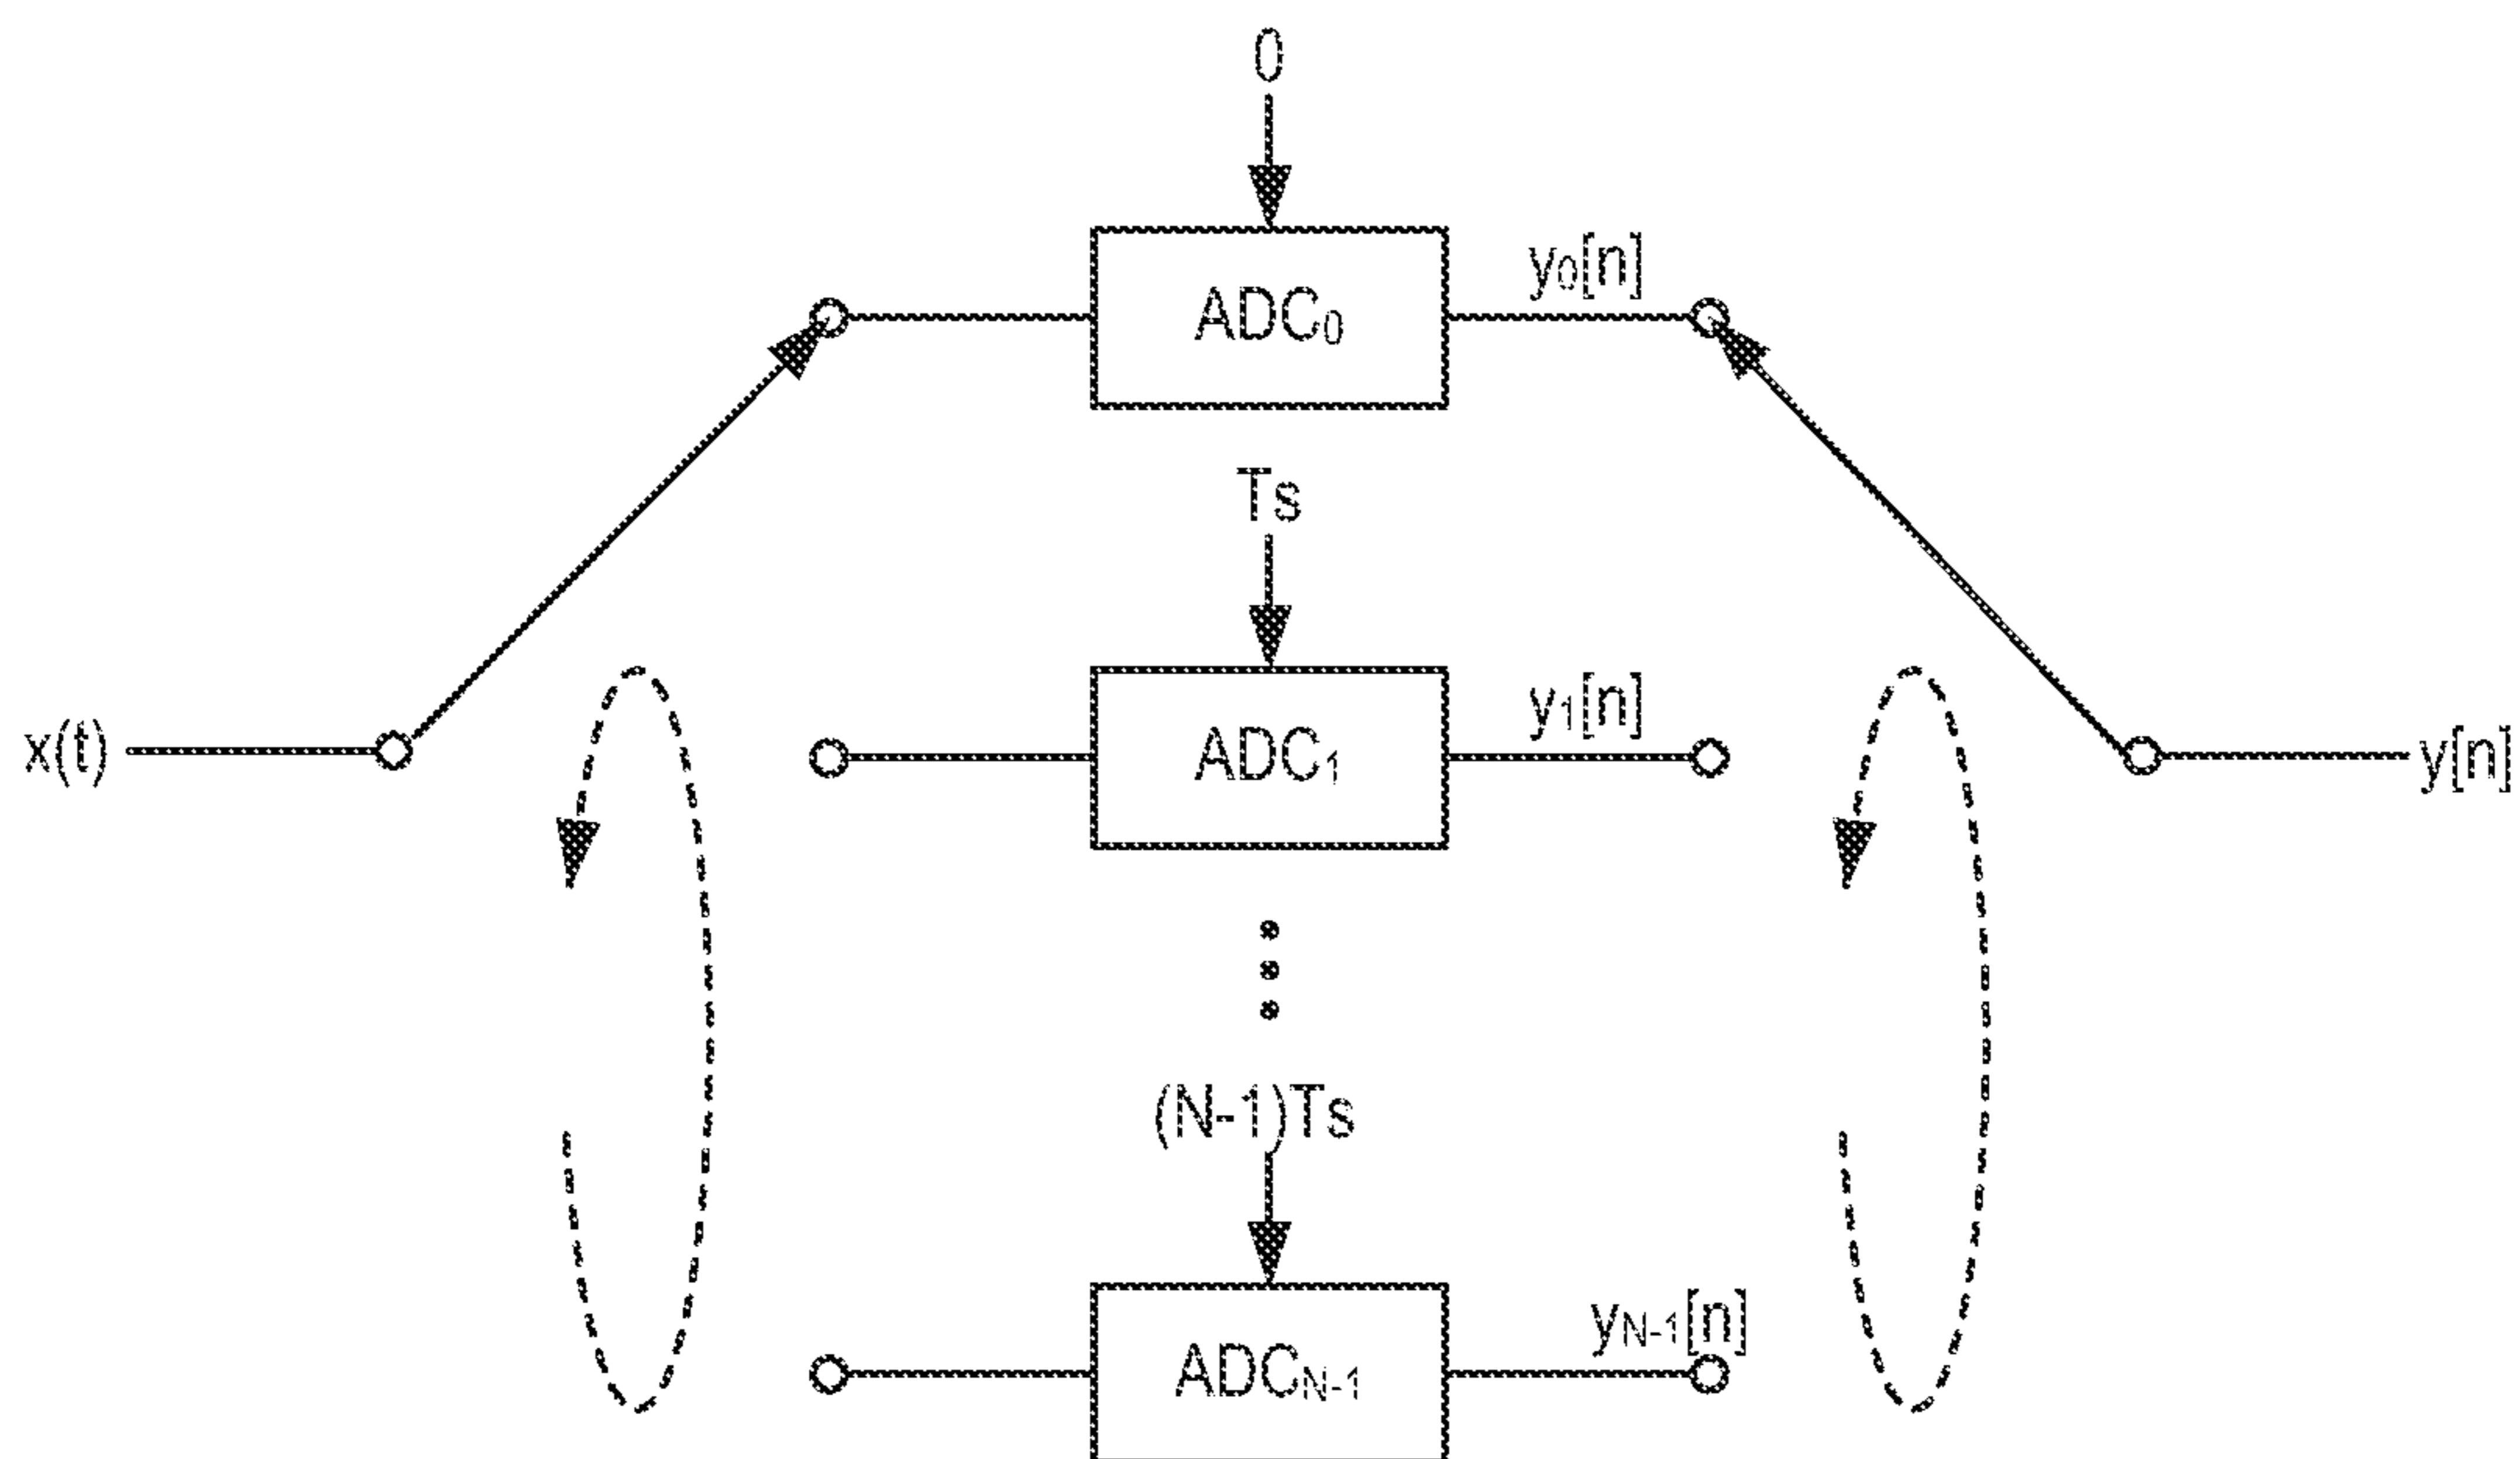 0
ADC₀
y₀[n]
Ts
x(t)
ADC₁
y₁[n]
y[n]
(N-1)Ts
ADCN-1
yN-1[n]